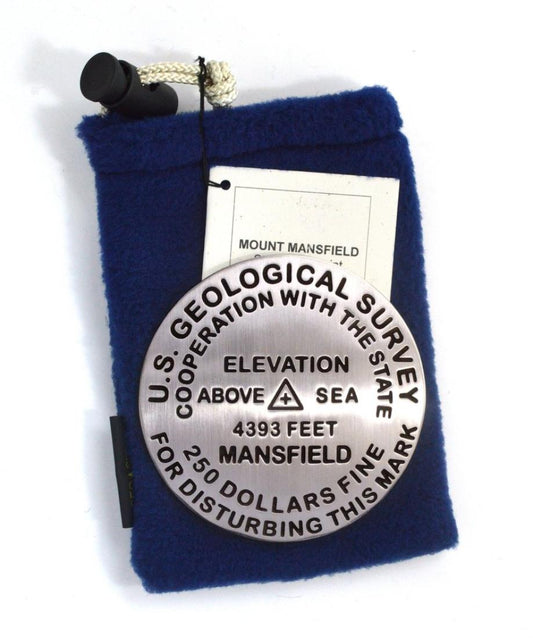 MOUNT MANSFIELD
U.S. GEOLOGICAL SURVEY
COOPERATION WITH THE STATE
ELEVATION
ABOVE SEA
4393 FEET
MANSFIELD
250 DOLLARS FINE
FOR DISTURBING THIS MARK